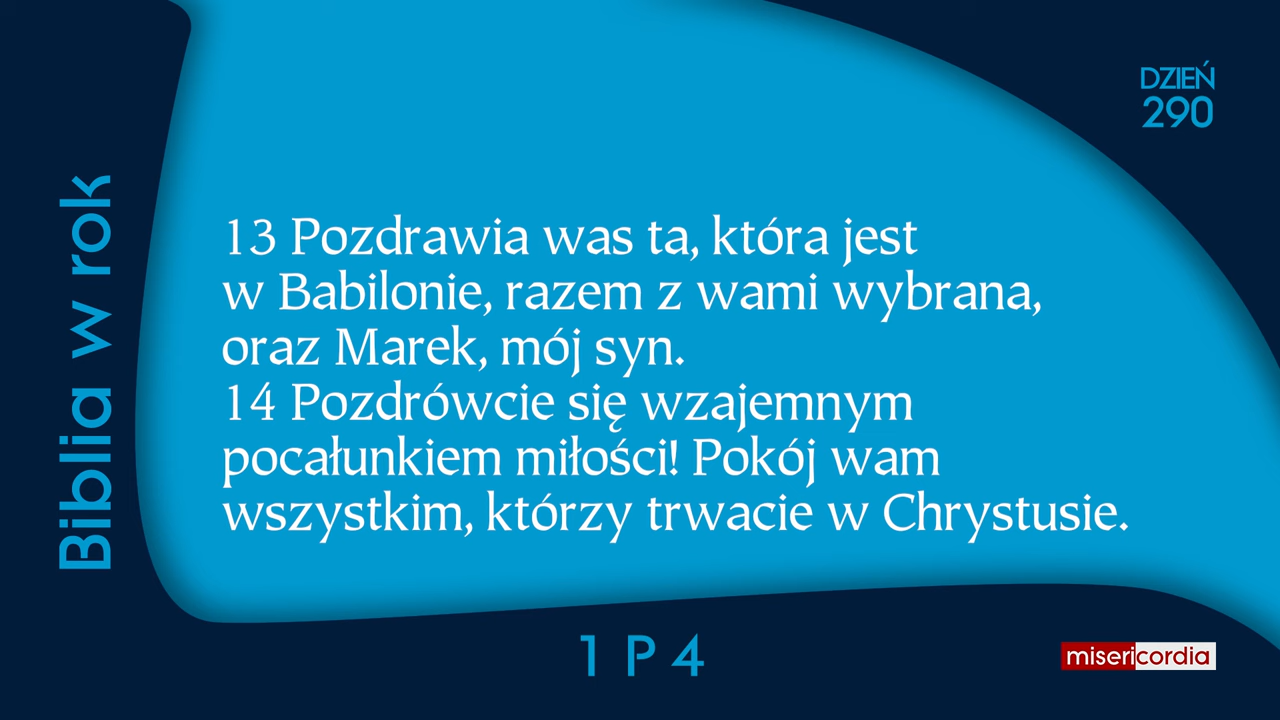 DZIEŃ
290
Biblia w rok
13 Pozdrawia was ta, która jest
w Babilonie, razem z wami wybrana,
oraz Marek, mój syn.
14 Pozdrówcie się wzajemnym
pocałunkiem miłości! Pokój wam
wszystkim, którzy trwacie w Chrystusie.
1 P 4
misericordia